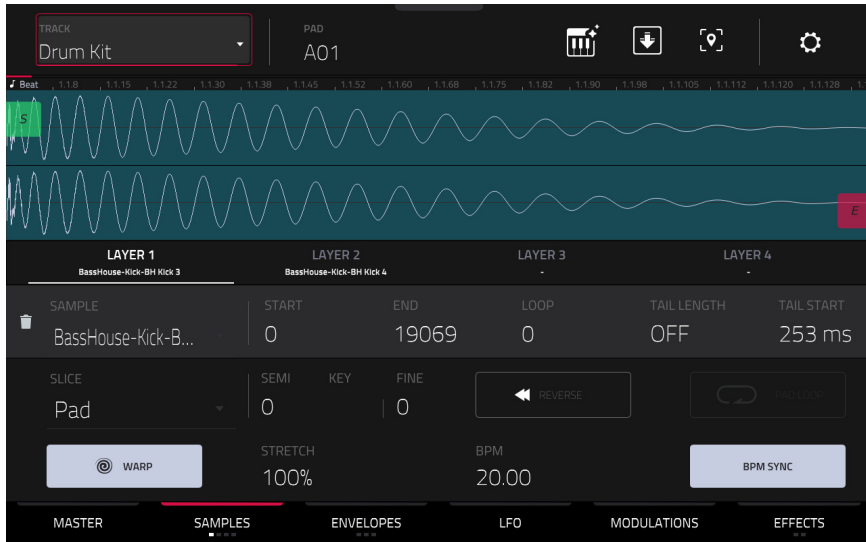 TRACK
Drum Kit
PAD
A01
Beat 1.1.8 1.1.15 1.1.22 1.1.30 1.1.38 1.1.45 1.1.52 1.1.60 1.1.68 1.1.75 1.1.82 1.1.90 1.1.98 1.1.105 1.1.112 1.1.120 1.1.128
S
E
LAYER 1 LAYER 2 LAYER 3 LAYER 4
BassHouse-Kick-BH Kick 3 BassHouse-Kick-BH Kick 4 - -
SAMPLE START END LOOP TAIL LENGTH TAIL START
BassHouse-Kick-B... 0 19069 0 OFF 253 ms
SLICE SEMI KEY FINE
Pad 0 0 REVERSE PAD LOOP
STRETCH BPM
WARP 100% 20.00 BPM SYNC
MASTER SAMPLES ENVELOPES LFO MODULATIONS EFFECTS